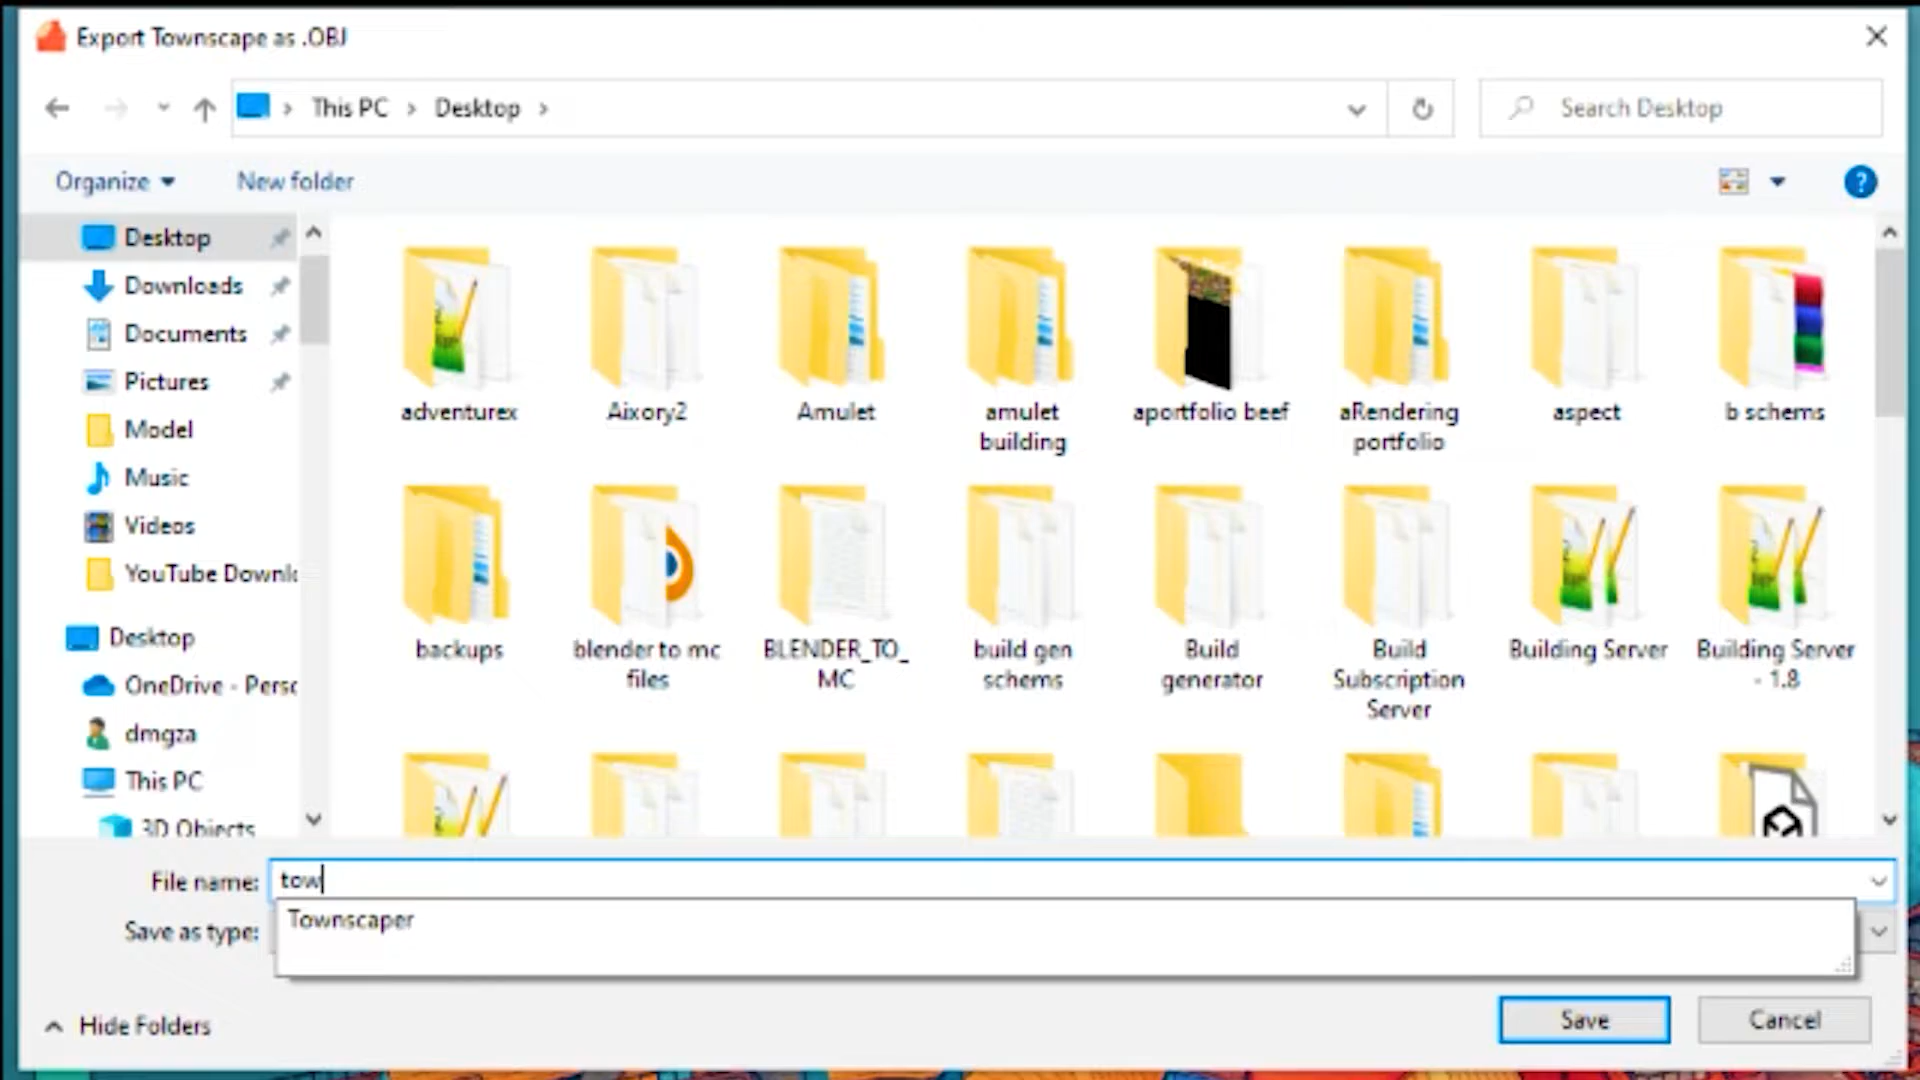 Export Townscape as .OBJ
This PC
Desktop
Search Desktop
Organize
New folder
Desktop
Downloads
Documents
Pictures
Model
Music
Videos
YouTube Downlo
Desktop
OneDrive - Perso
dmgza
This PC
3D Objects
adventurex
Aixory2
Amulet
amulet
building
aportfolio beef
aRendering
portfolio
aspect
b schems
backups
blender to mc
files
BLENDER_TO_
MC
build gen
schems
Build
generator
Build
Subscription
Server
Building Server
Building Server
- 1.8
File name:
tow
Townscaper
Save as type:
Hide Folders
Save
Cancel